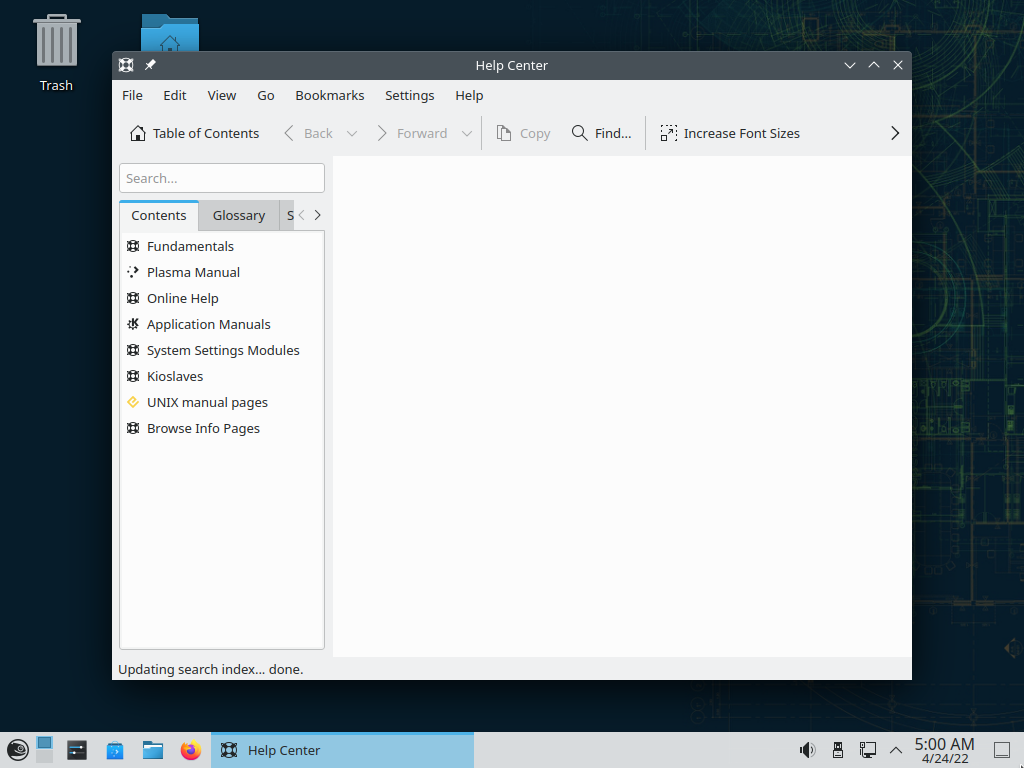 Trash
Help Center
File Edit View Go Bookmarks Settings Help
Table of Contents Back Forward Copy Find... Increase Font Sizes
Search...
Contents Glossary S
Fundamentals
Plasma Manual
Online Help
Application Manuals
System Settings Modules
Kioslaves
UNIX manual pages
Browse Info Pages
Updating search index... done.
Help Center
5:00 AM
4/24/22